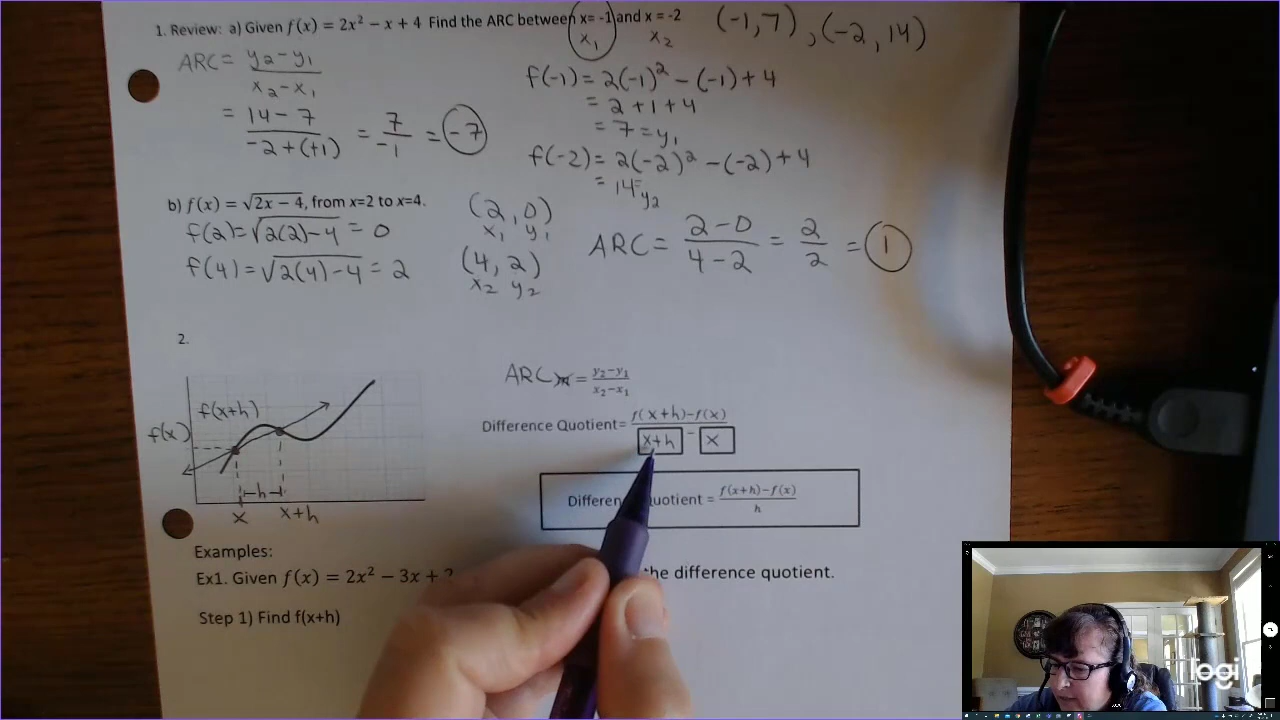 1. Review: a) Given f(x) = 2x² − x + 4 Find the ARC between x= -1 and x = -2
x₁ x₂
(-1, 7), (-2, 14)
ARC = y₂ − y₁
x₂ − x₁
= 14 − 7
-2 + (+1)
= 7
-1
= -7
f(-1) = 2(-1)² − (-1) + 4
= 2 + 1 + 4
= 7 = y₁
f(-2) = 2(-2)² − (-2) + 4
= 14 = y₂
b) f(x) = √2x − 4, from x=2 to x=4.
f(2) = √2(2) − 4 = 0
f(4) = √2(4) − 4 = 2
(2, 0)
x₁ y₁
(4, 2)
x₂ y₂
ARC = 2 − 0
4 − 2
= 2
2
= 1
2.
f(x+h)
f(x)
h
x x+h
ARC = y₂−y₁
x₂−x₁
Difference Quotient= f(x+h)−f(x)
x+h − x
Differen Quotient = f(x+h)−f(x)
h
Examples:
Ex1. Given f(x) = 2x² − 3x +
the difference quotient.
Step 1) Find f(x+h)
logi